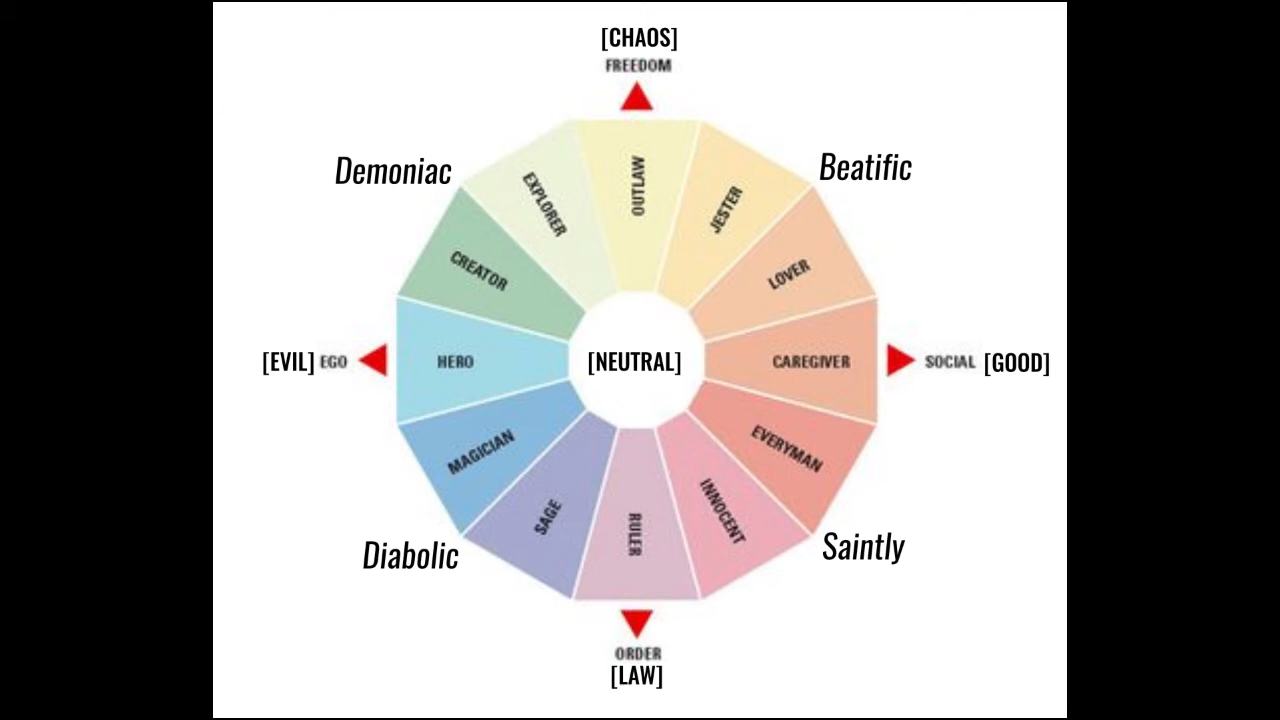 [CHAOS]
FREEDOM
Demoniac
Beatific
EXPLORER
OUTLAW
JESTER
CREATOR
LOVER
[EVIL] EGO
HERO
[NEUTRAL]
CAREGIVER
SOCIAL [GOOD]
MAGICIAN
EVERYMAN
SAGE
RULER
INNOCENT
Diabolic
Saintly
ORDER
[LAW]